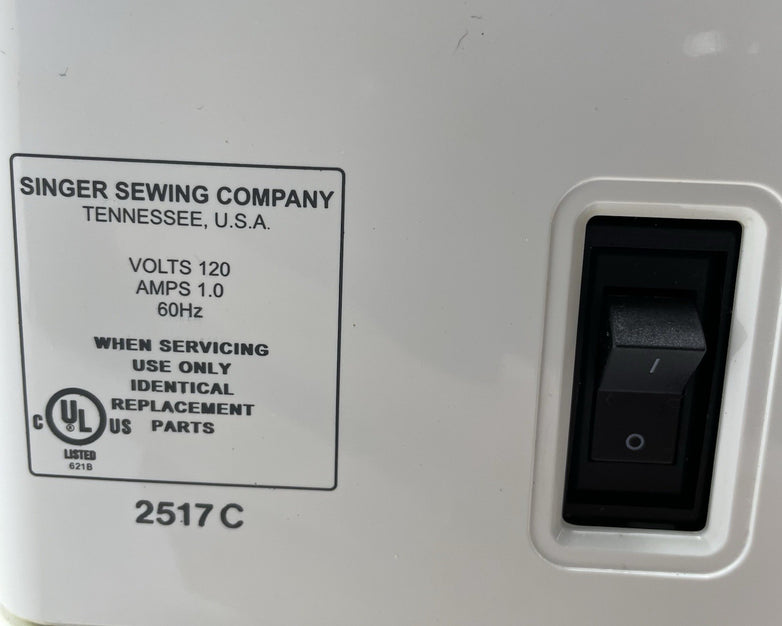 SINGER SEWING COMPANY
TENNESSEE, U.S.A.
VOLTS 120
AMPS 1.0
60Hz
WHEN SERVICING
USE ONLY
IDENTICAL
REPLACEMENT
PARTS
C UL ® US
LISTED
621B
2517 C
I
O